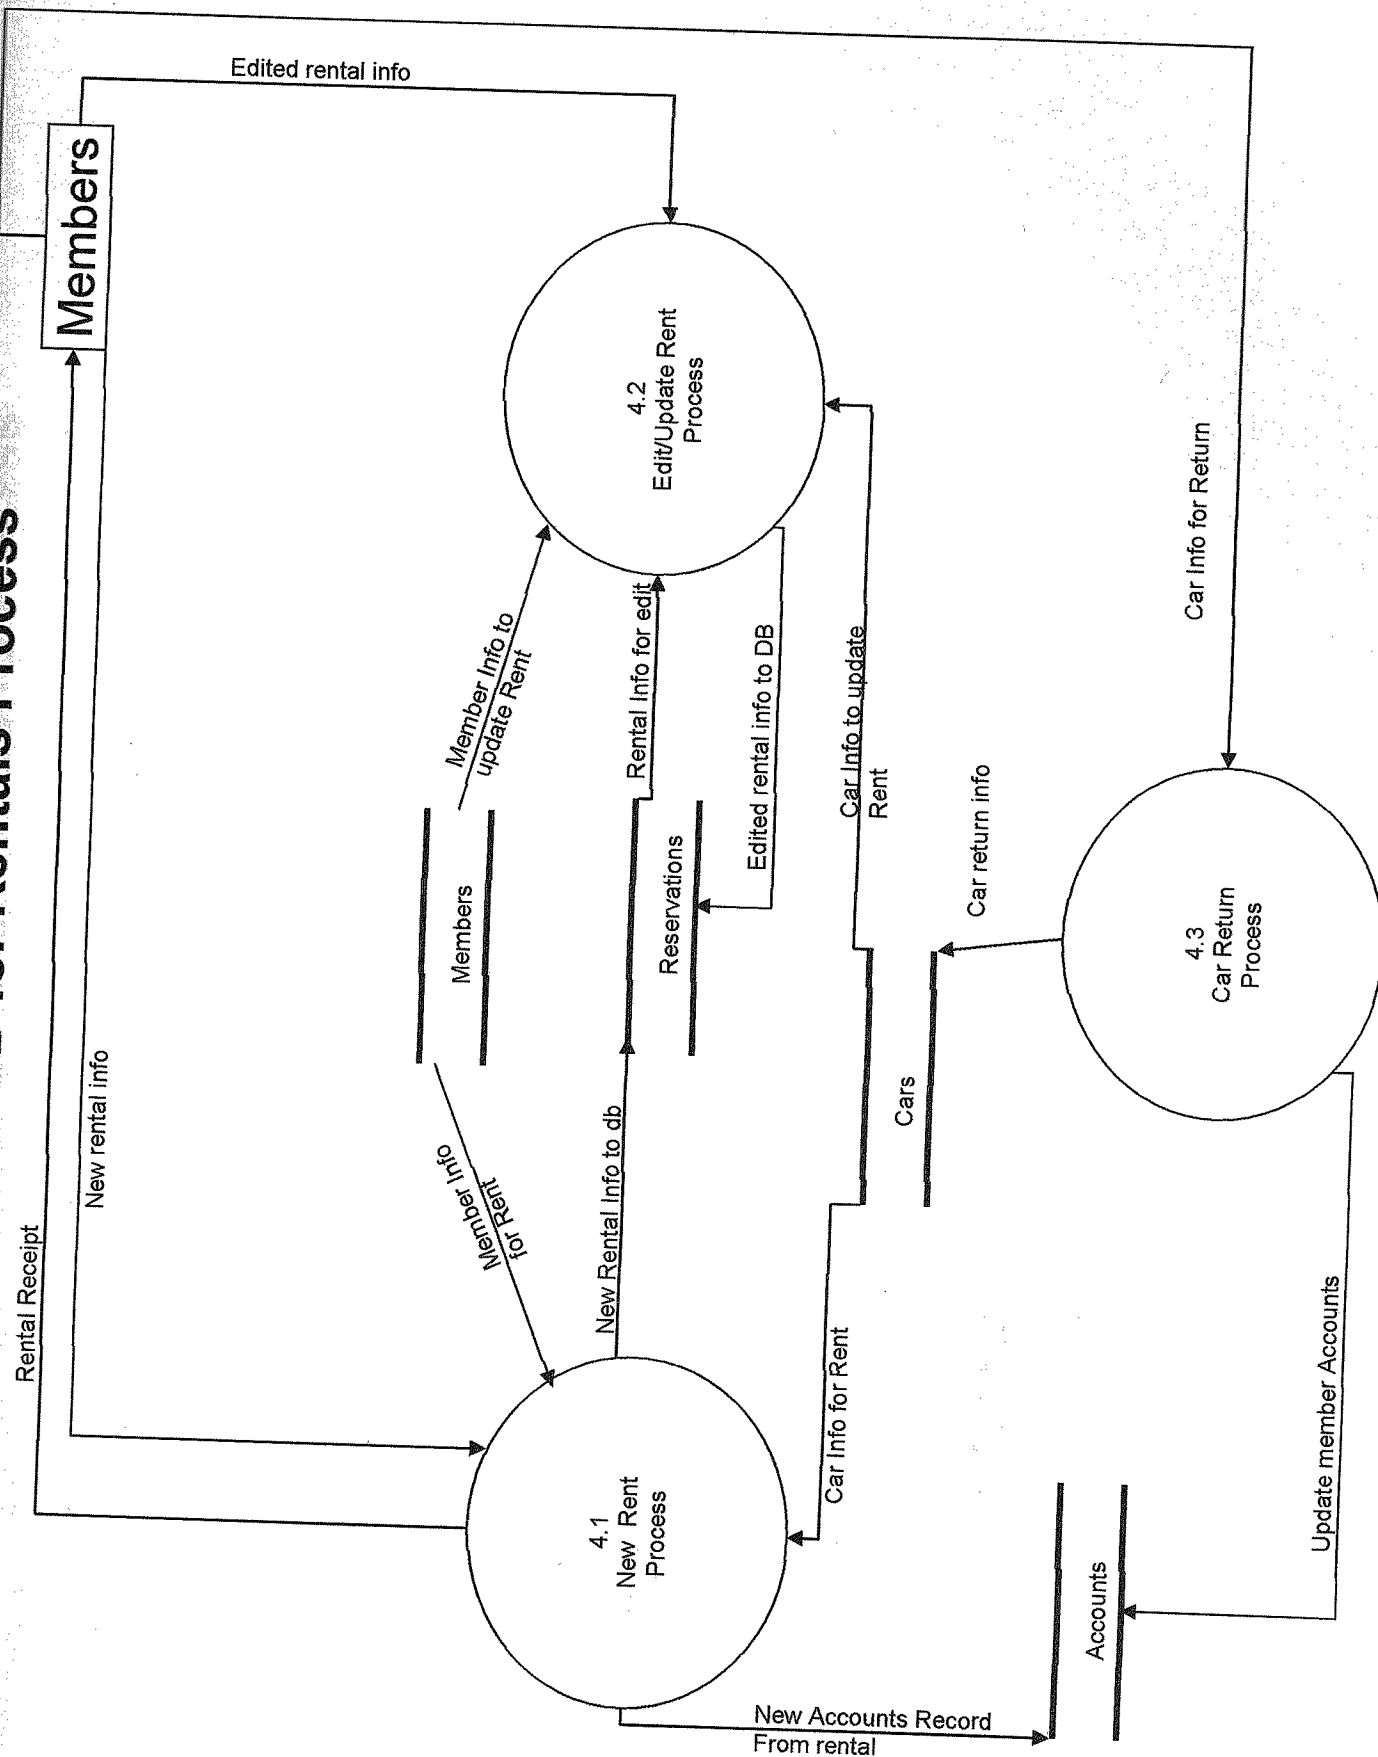 Rentals Process
Rental Receipt
New rental info
Members
Edited rental info
Member Info
for Rent
Members
Member Info to
update Rent
New Rental Info to db
Reservations
Rental Info for edit
Edited rental info to DB
4.1
New Rent
Process
4.2
Edit/Update Rent
Process
Car Info for Rent
Cars
Car Info to update
Rent
Car return info
Car Info for Return
4.3
Car Return
Process
New Accounts Record
From rental
Accounts
Update member Accounts